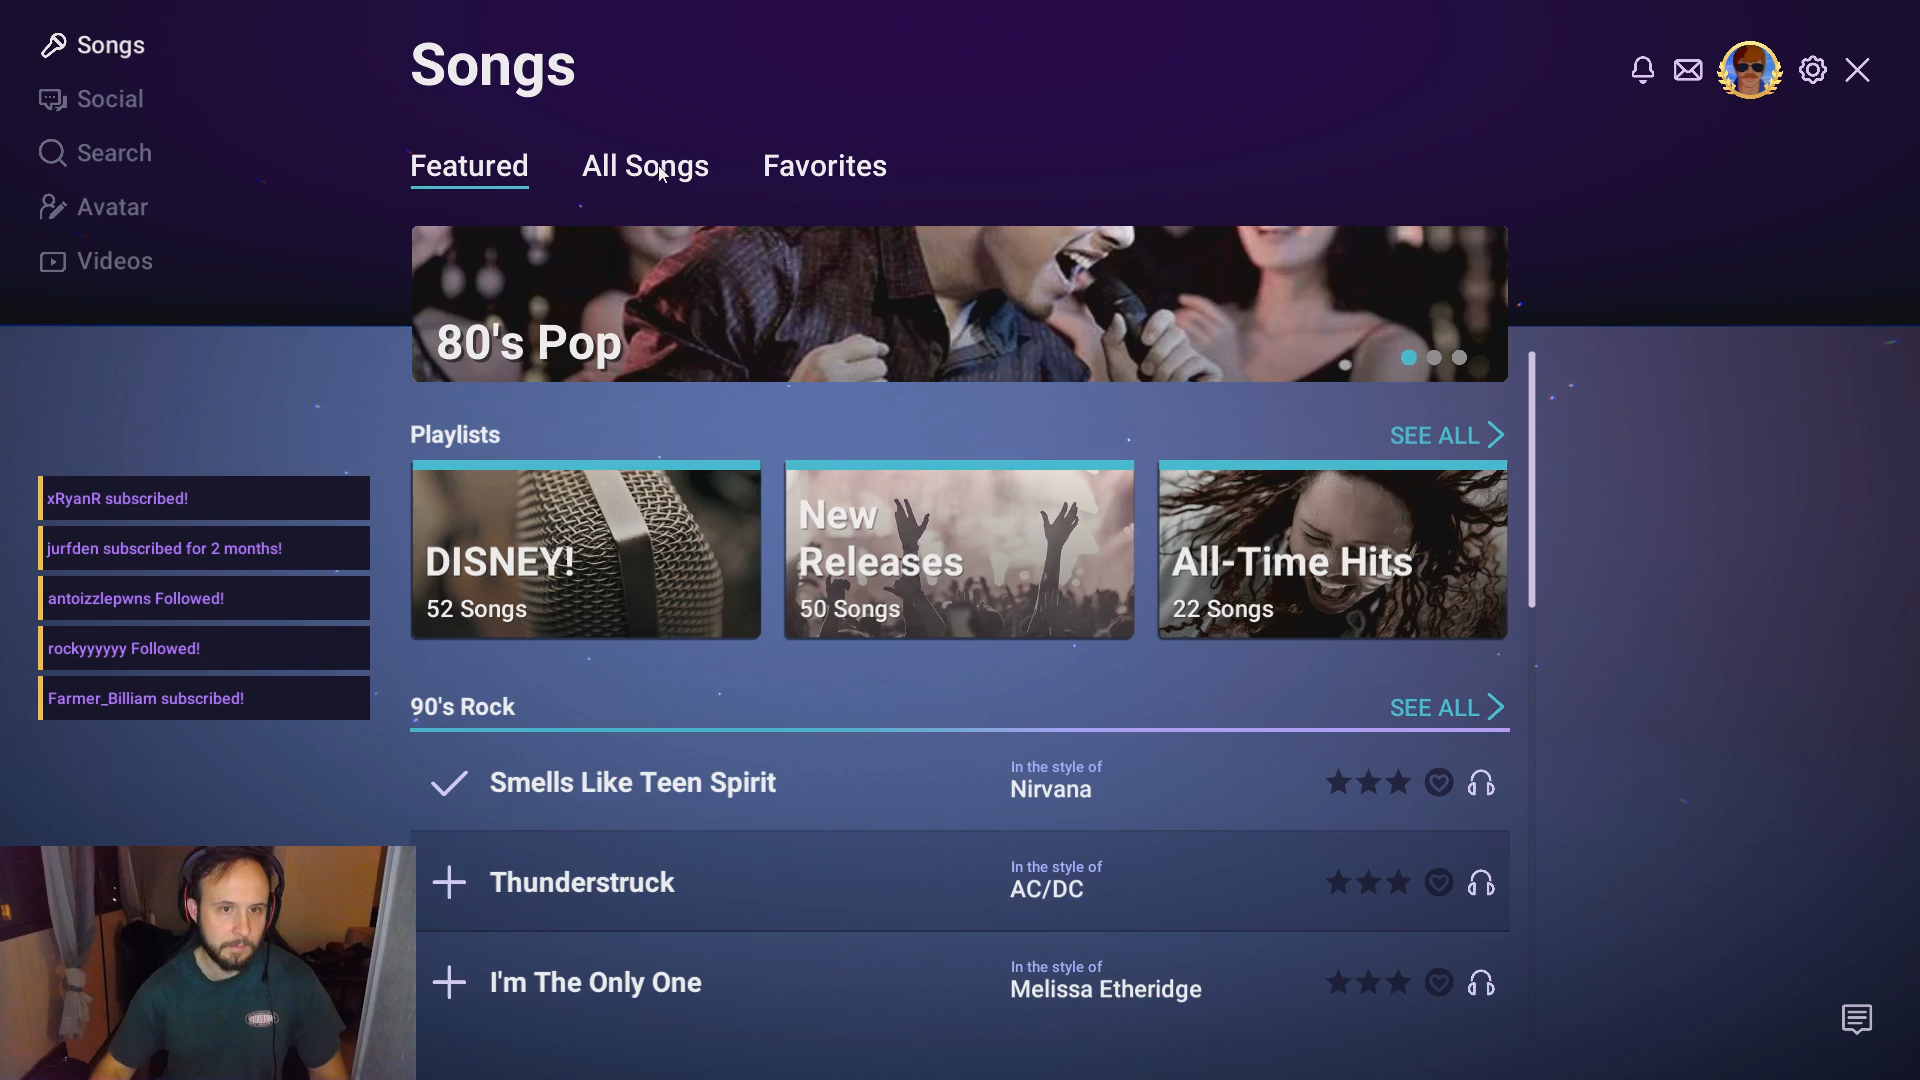 Songs
Social
Search
Avatar
Videos
Songs
Featured
All Songs
Favorites
80's Pop
Playlists
SEE ALL
DISNEY!
52 Songs
New
Releases
50 Songs
All-Time Hits
22 Songs
xRyanR subscribed!
jurfden subscribed for 2 months!
antoizzlepwns Followed!
rockyyyyyy Followed!
Farmer_Billiam subscribed!
90's Rock
SEE ALL
Smells Like Teen Spirit
In the style of
Nirvana
Thunderstruck
In the style of
AC/DC
I'm The Only One
In the style of
Melissa Etheridge